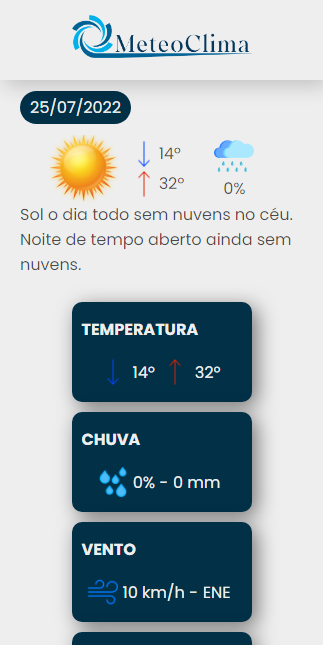 MeteoClima
25/07/2022
14º
32º
0%
Sol o dia todo sem nuvens no céu.
Noite de tempo aberto ainda sem
nuvens.
TEMPERATURA
14º 32º
CHUVA
0% - 0 mm
VENTO
10 km/h - ENE